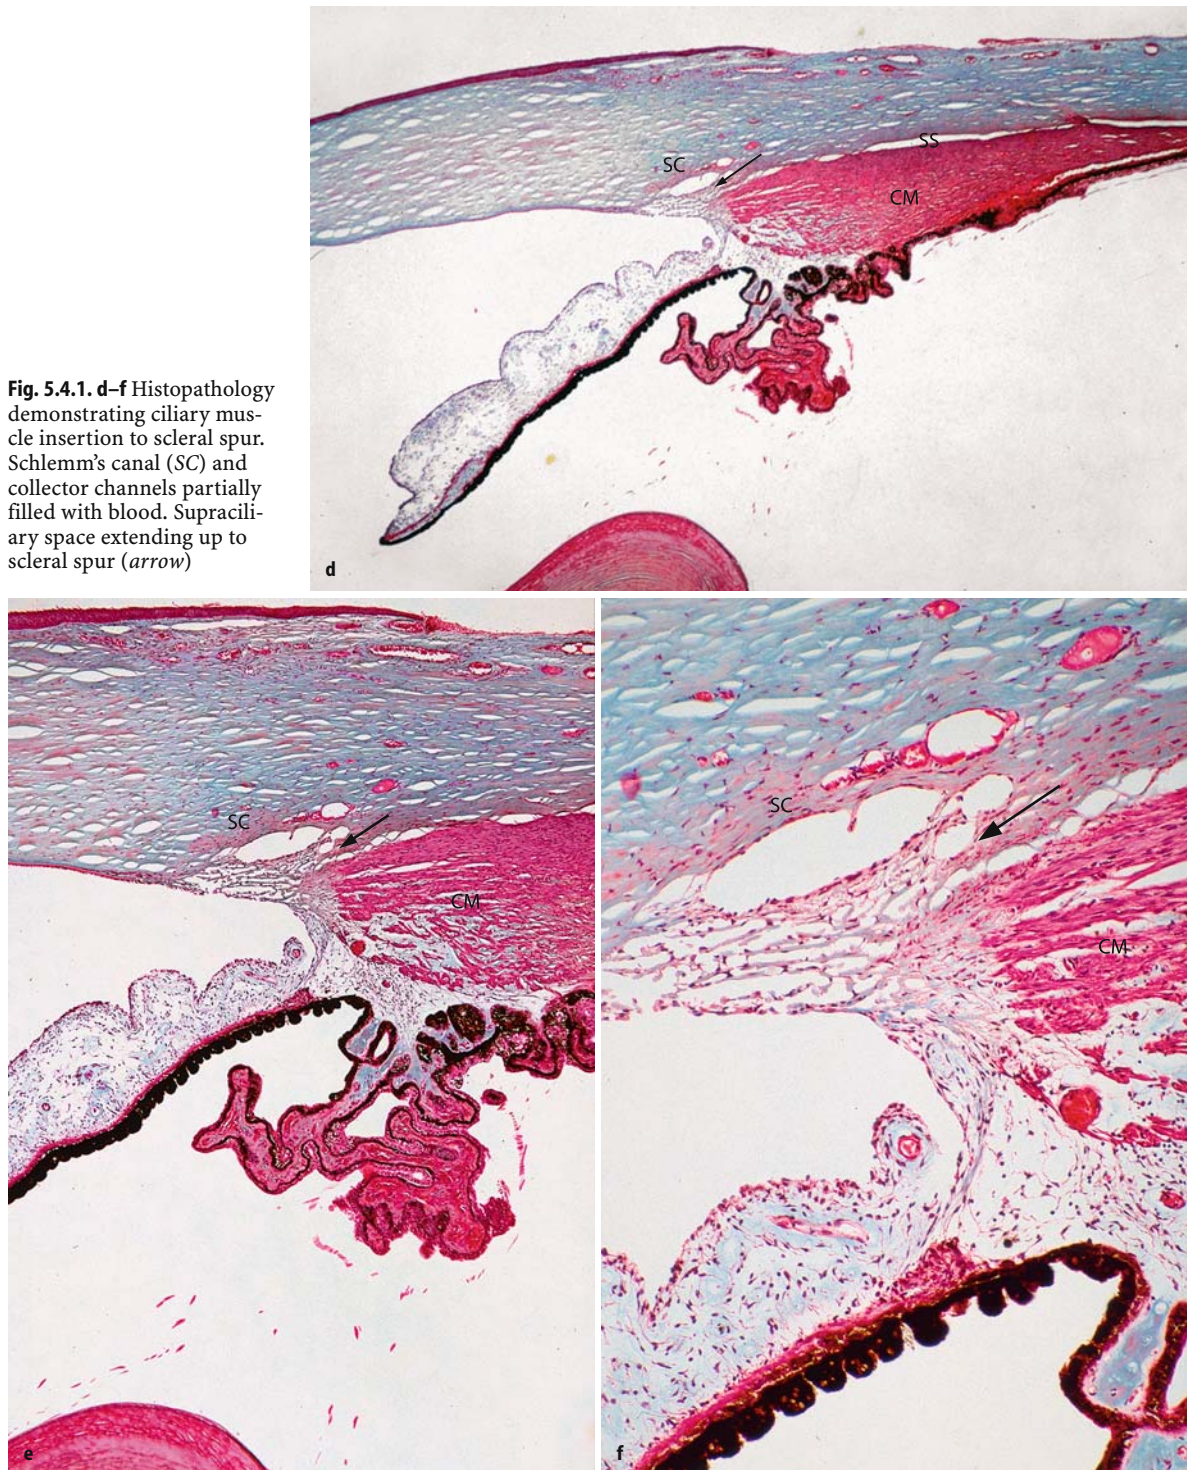 Fig. 5.4.1. d–f Histopathology
demonstrating ciliary mus-
cle insertion to scleral spur.
Schlemm's canal (SC) and
collector channels partially
filled with blood. Supracili-
ary space extending up to
scleral spur (arrow)
SC
SS
CM
d
SC
CM
e
SC
CM
f